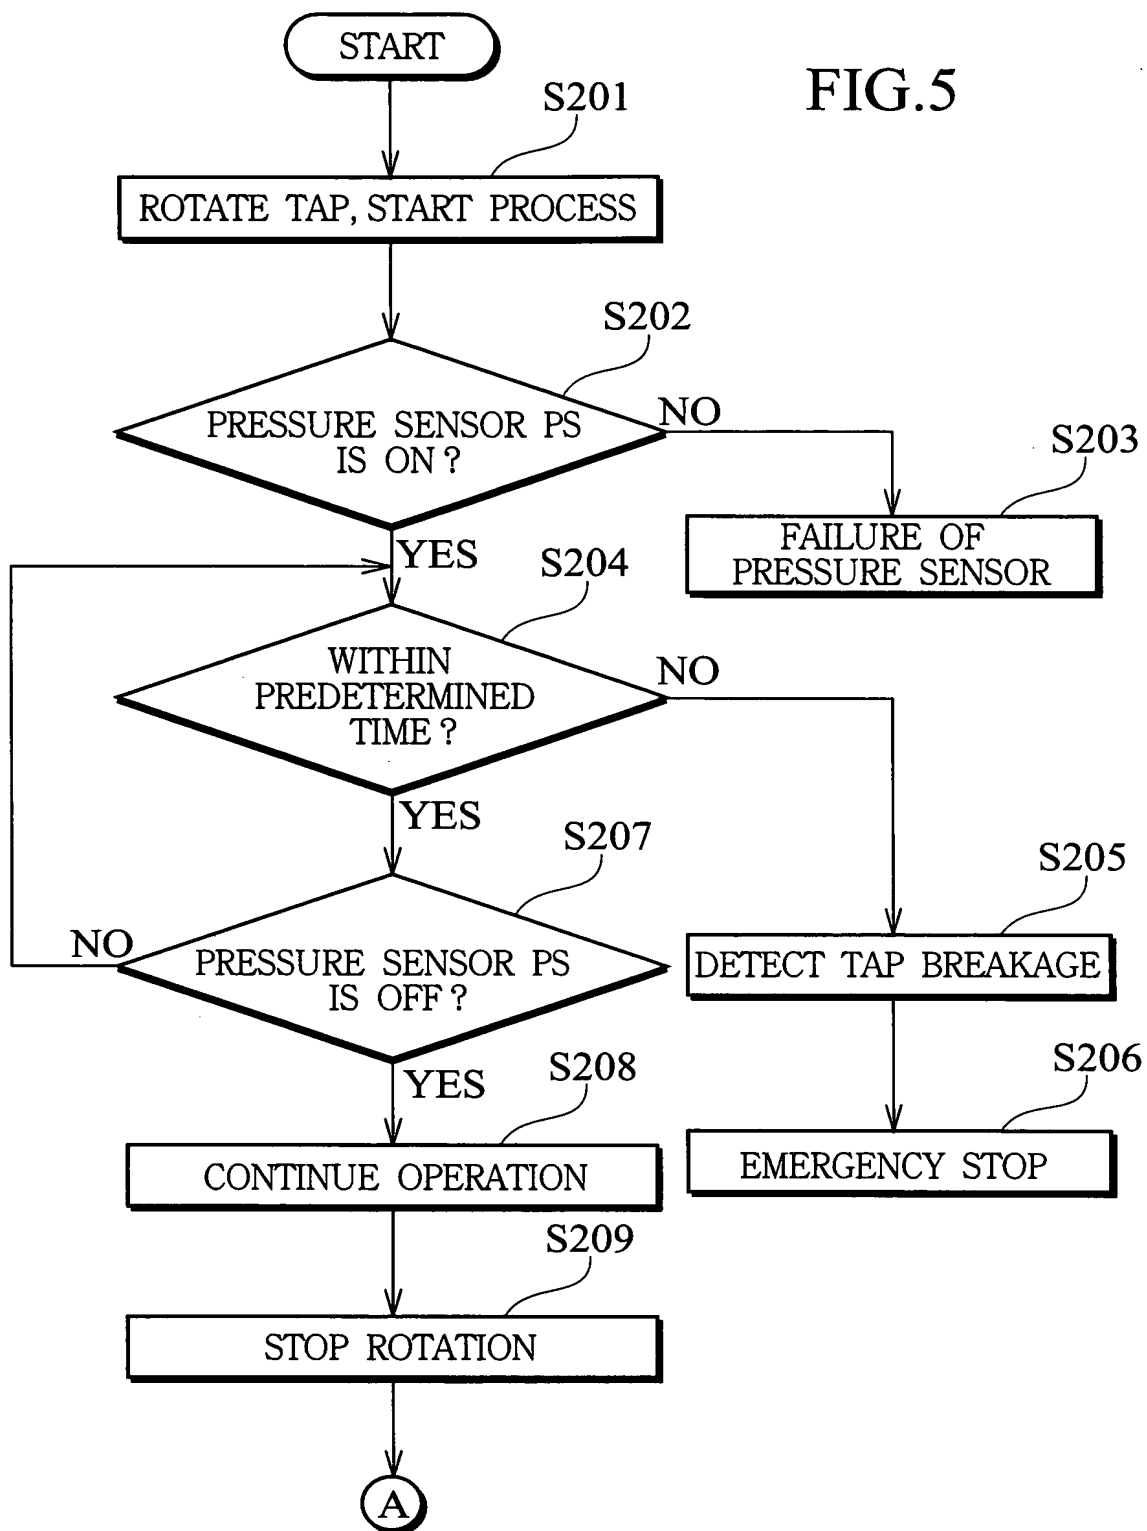 START
FIG.5
S201
ROTATE TAP, START PROCESS
S202
PRESSURE SENSOR PS
IS ON ?
NO
S203
FAILURE OF
PRESSURE SENSOR
YES
S204
WITHIN
PREDETERMINED
TIME ?
NO
YES
S207
S205
NO
PRESSURE SENSOR PS
IS OFF ?
DETECT TAP BREAKAGE
YES
S208
S206
CONTINUE OPERATION
EMERGENCY STOP
S209
STOP ROTATION
A